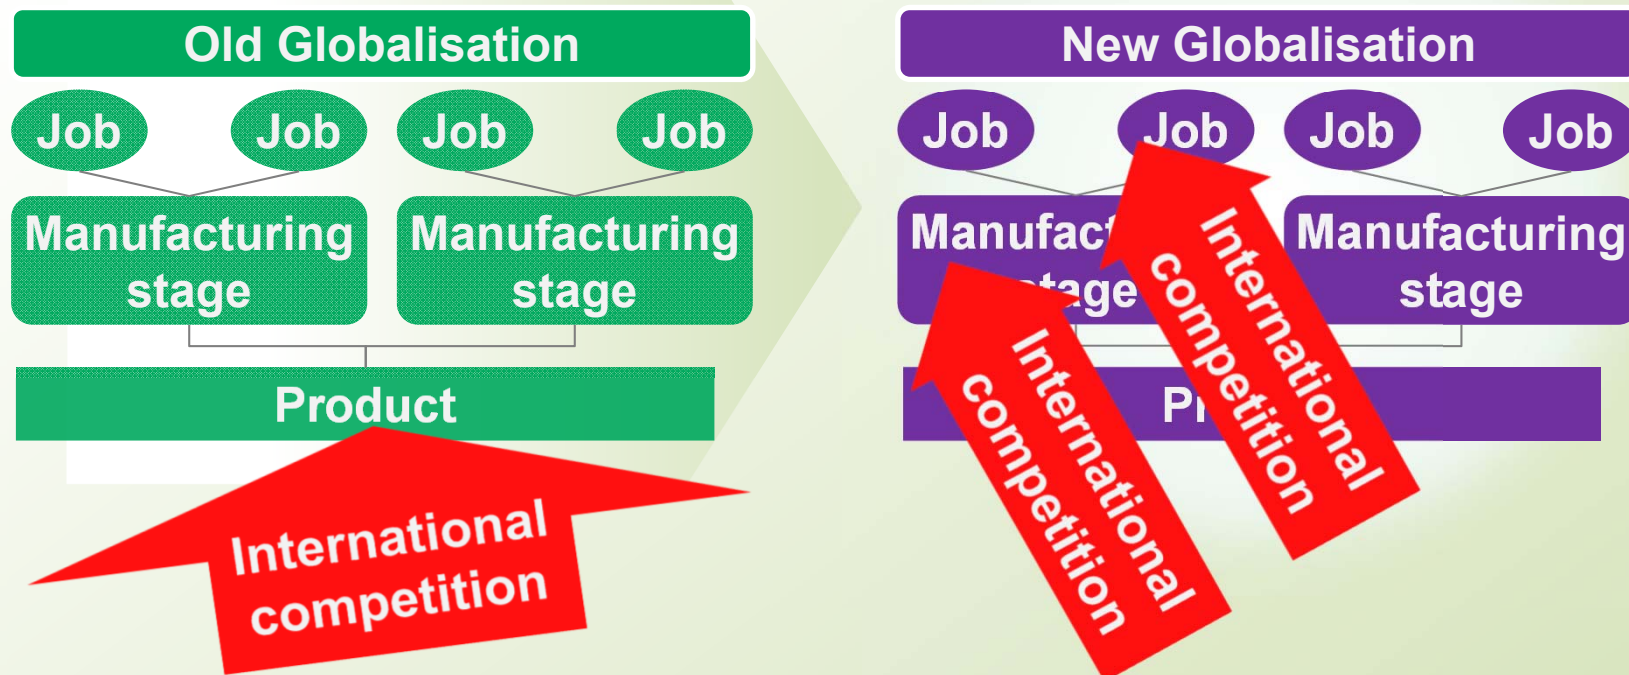 Old Globalisation
Job
Job
Job
Job
Manufacturing
stage
Manufacturing
stage
Product
International
competition
New Globalisation
Job
Job
Job
Job
Manufacturing
stage
International
competition
International
competition